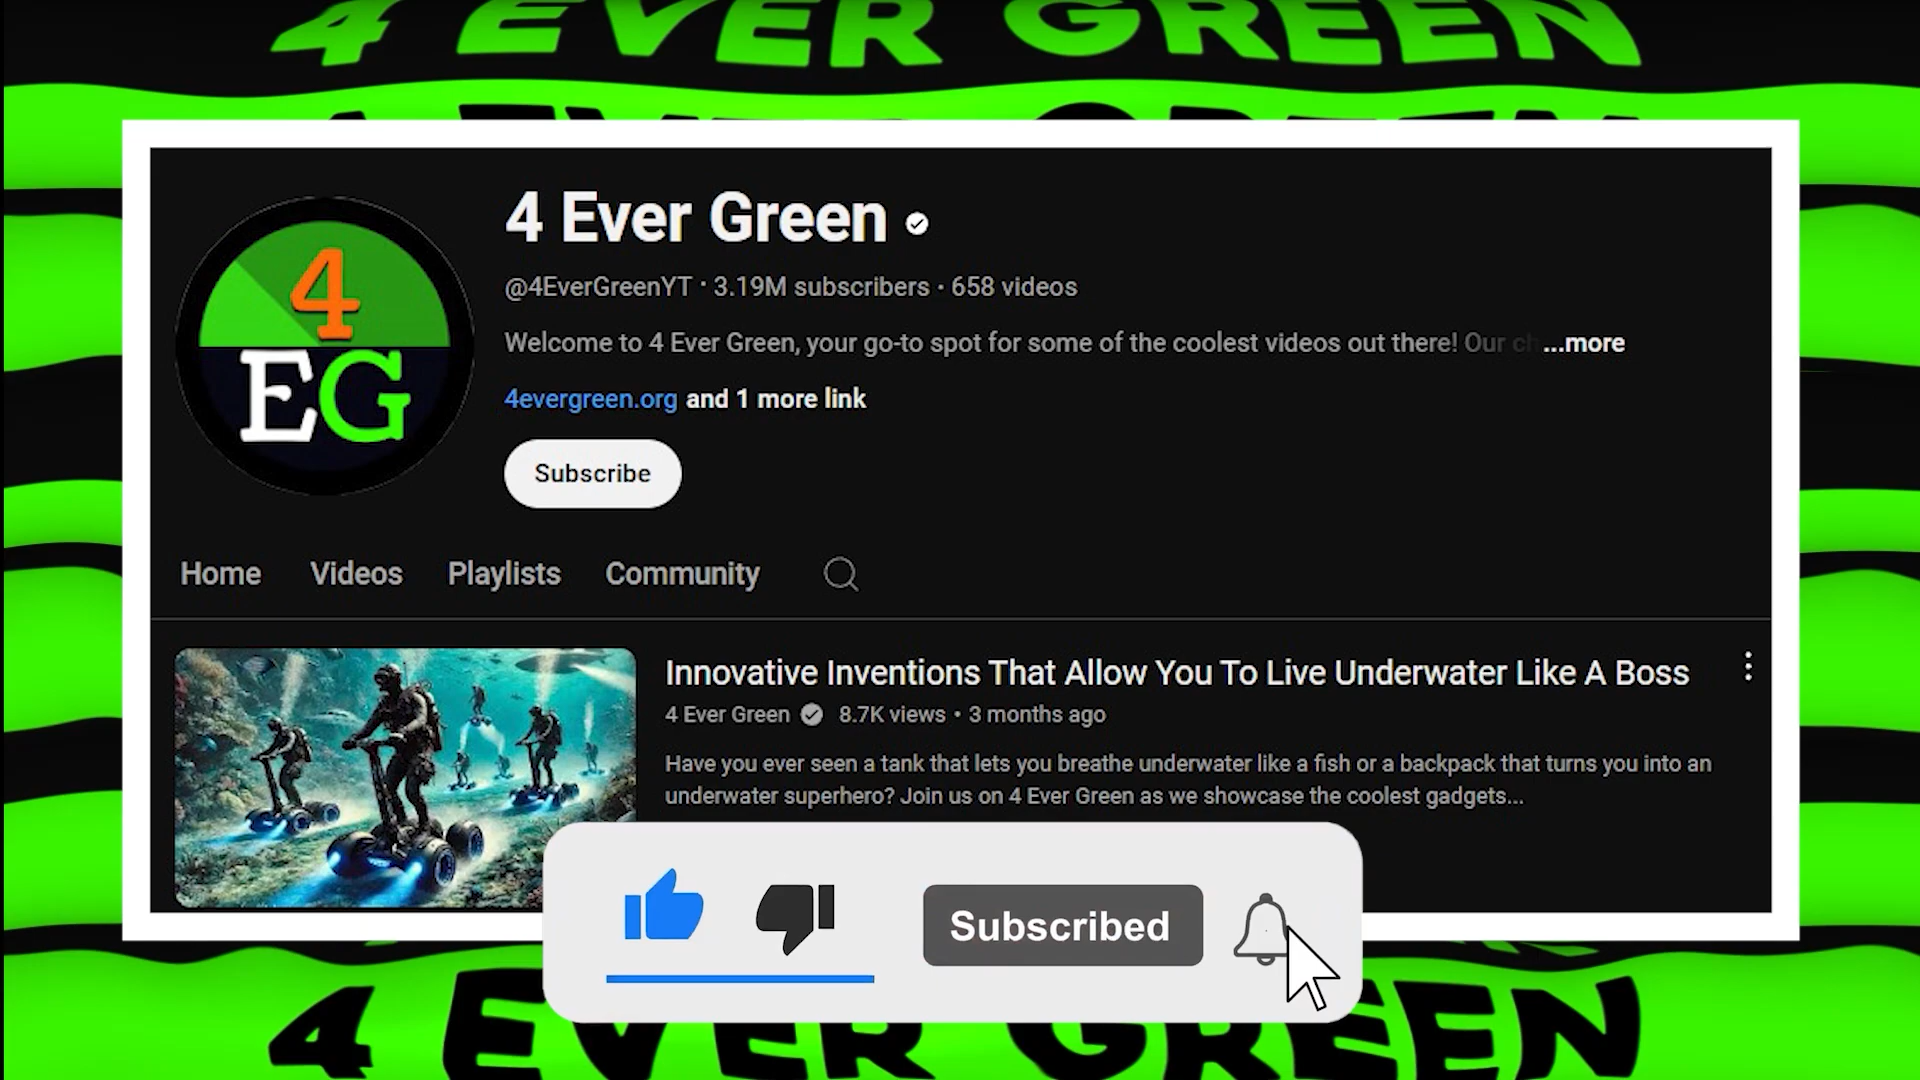 4 EVER GREEN
4 Ever Green
@4EverGreenYT · 3.19M subscribers · 658 videos
Welcome to 4 Ever Green, your go-to spot for some of the coolest videos out there! Our ch ...more
4evergreen.org and 1 more link
Subscribe
4
EG
Home Videos Playlists Community
Innovative Inventions That Allow You To Live Underwater Like A Boss
4 Ever Green 8.7K views • 3 months ago
Have you ever seen a tank that lets you breathe underwater like a fish or a backpack that turns you into an
underwater superhero? Join us on 4 Ever Green as we showcase the coolest gadgets...
Subscribed
4 EVER GREEN